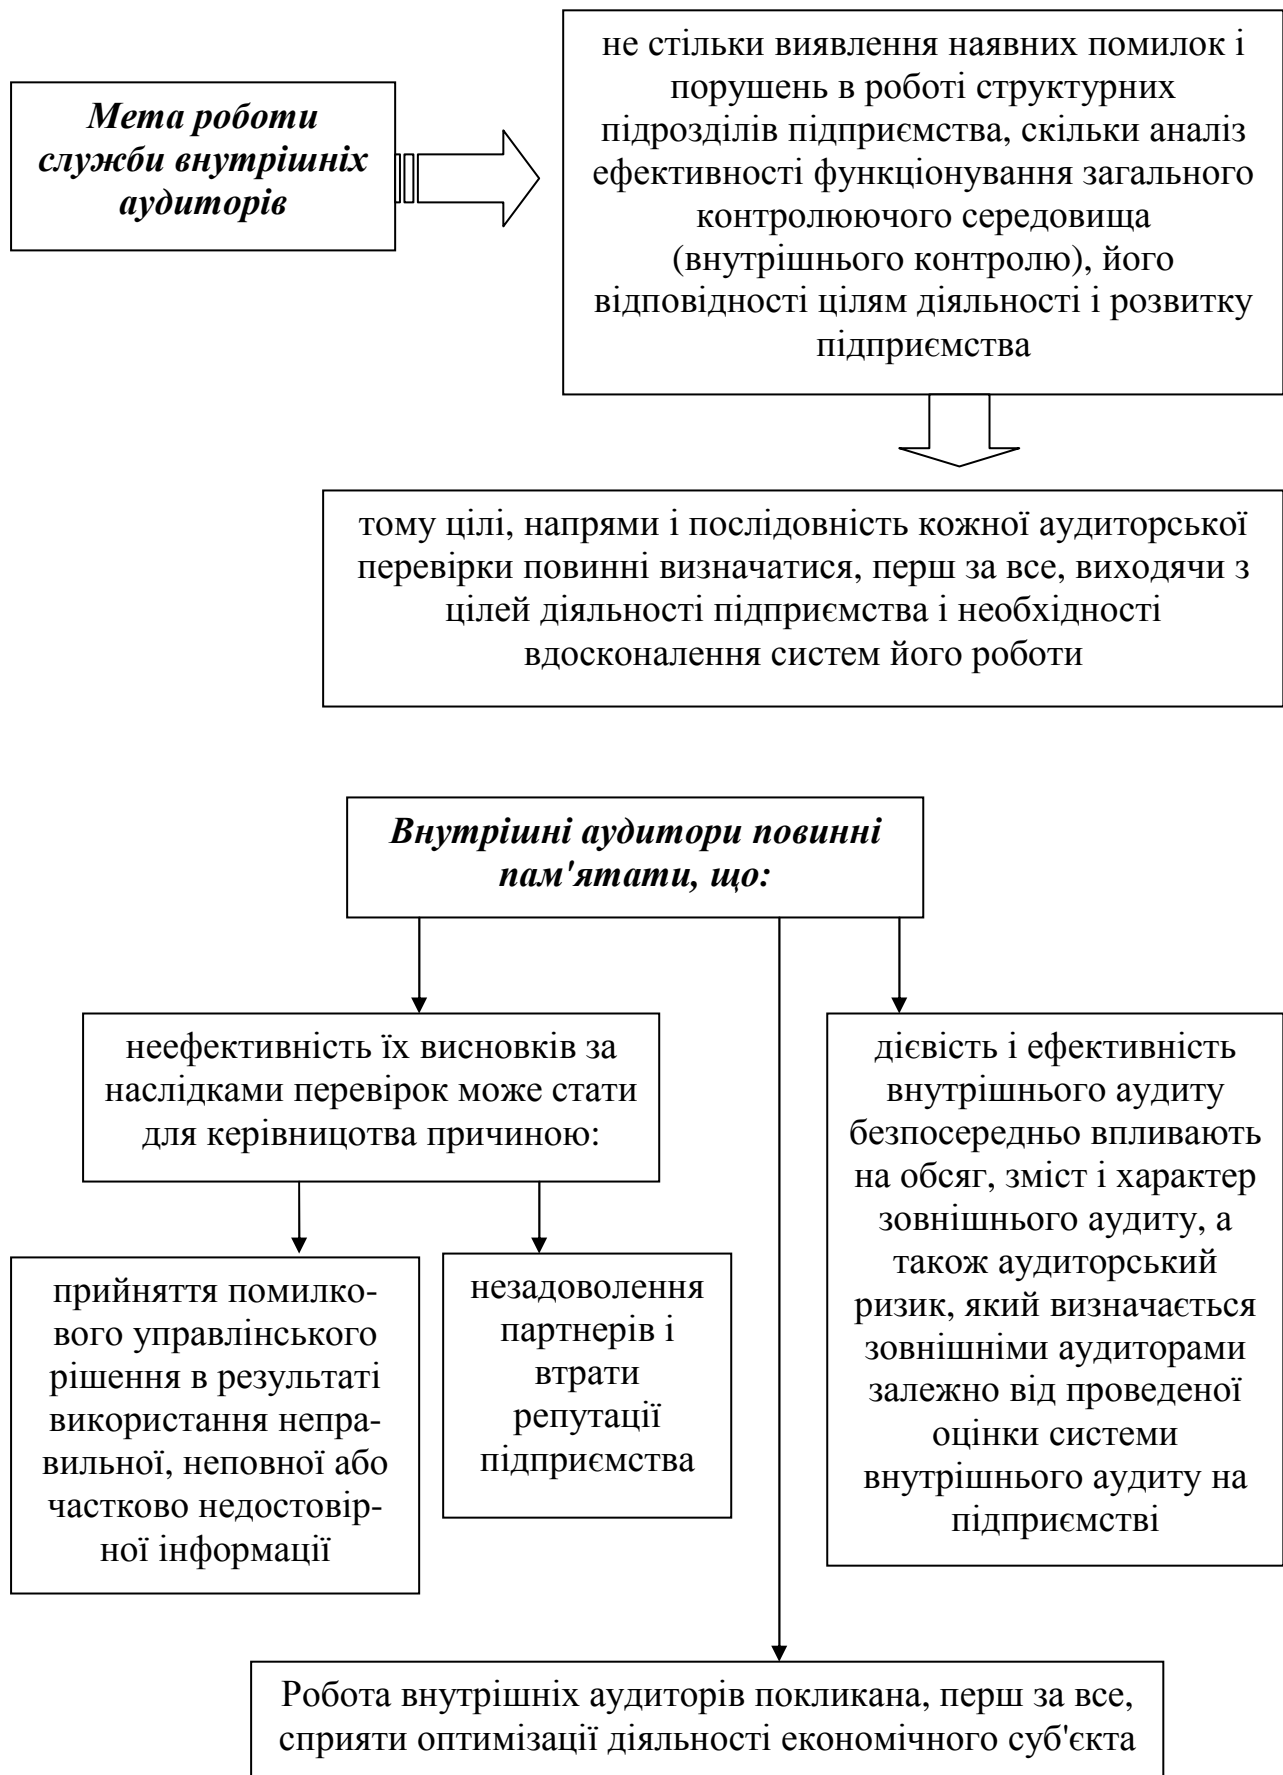 Мета роботи
служби внутрішніх
аудиторів
не стільки виявлення наявних помилок і
порушень в роботі структурних
підрозділів підприємства, скільки аналіз
ефективності функціонування загального
контролюючого середовища
(внутрішнього контролю), його
відповідності цілям діяльності і розвитку
підприємства
тому цілі, напрями і послідовність кожної аудиторської
перевірки повинні визначатися, перш за все, виходячи з
цілей діяльності підприємства і необхідності
вдосконалення систем його роботи
Внутрішні аудитори повинні
пам'ятати, що:
неефективність їх висновків за
наслідками перевірок може стати
для керівницотва причиною:
прийняття помилко-
вого управлінського
рішення в результаті
використання непра-
вильної, неповної або
частково недостовір-
ної інформації
незадоволення
партнерів і
втрати
репутації
підприємства
дієвість і ефективність
внутрішнього аудиту
безпосередньо впливають
на обсяг, зміст і характер
зовнішнього аудиту, а
також аудиторський
ризик, який визначається
зовнішніми аудиторами
залежно від проведеної
оцінки системи
внутрішнього аудиту на
підприємстві
Робота внутрішніх аудиторів покликана, перш за все,
сприяти оптимізації діяльності економічного суб'єкта